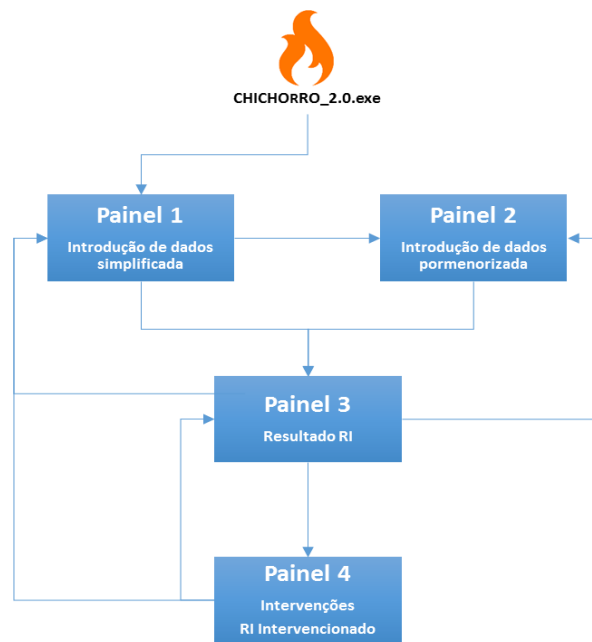 CHICHORRO_2.0.exe
Painel 1
Introdução de dados
simplificada
Painel 2
Introdução de dados
pormenorizada
Painel 3
Resultado RI
Painel 4
Intervenções
RI Intervencionado